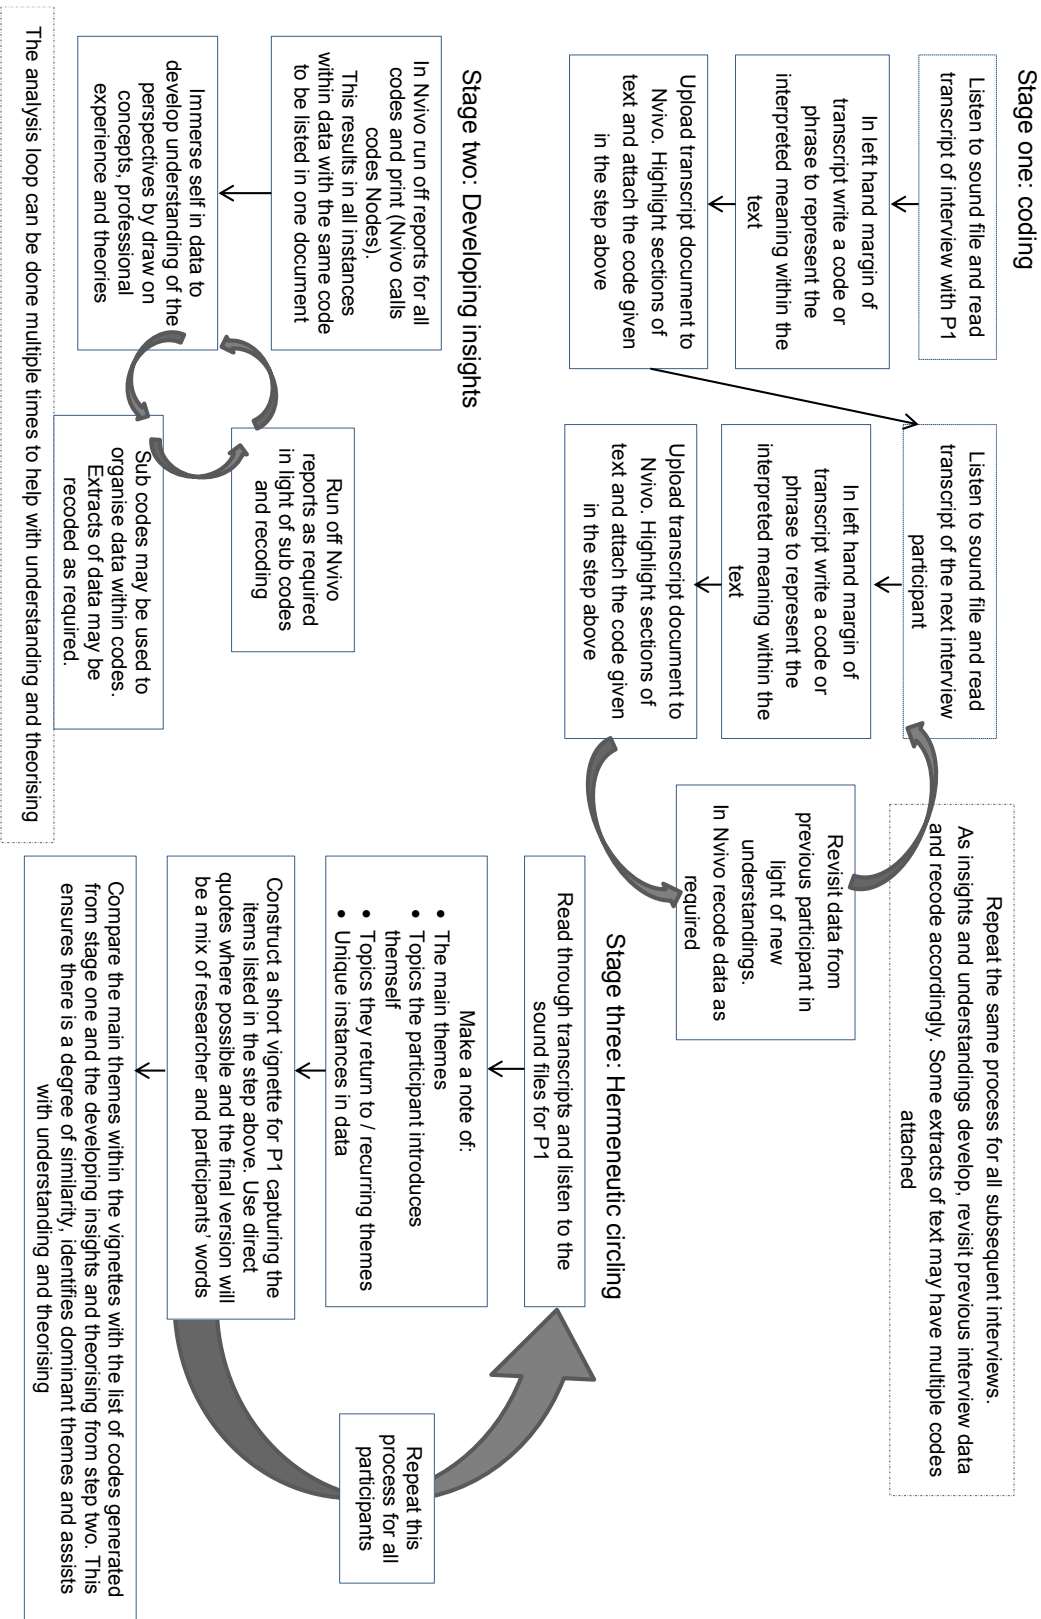 Stage one: coding
Listen to sound file and read
transcript of interview with P1
In left hand margin of
transcript write a code or
phrase to represent the
interpreted meaning within the
text
Upload transcript document to
Nvivo. Highlight sections of
text and attach the code given
in the step above
Listen to sound file and read
transcript of the next interview
participant
In left hand margin of
transcript write a code or
phrase to represent the
interpreted meaning within the
text
Upload transcript document to
Nvivo. Highlight sections of
text and attach the code given
in the step above
Revisit data from
previous participant in
light of new
understandings.
In Nvivo recode data as
required
Repeat the same process for all subsequent interviews.
As insights and understandings develop, revisit previous interview data
and recode accordingly. Some extracts of text may have multiple codes
attached
Stage two: Developing insights
In Nvivo run off reports for all
codes and print (Nvivo calls
codes Nodes).
This results in all instances
within data with the same code
to be listed in one document
Immerse self in data to
develop understanding of the
perspectives by draw on
concepts, professional
experience and theories
Run off Nvivo
reports as required
in light of sub codes
and recoding
Sub codes may be used to
organise data within codes.
Extracts of data may be
recoded as required.
The analysis loop can be done multiple times to help with understanding and theorising
Stage three: Hermeneutic circling
Read through transcripts and listen to the
sound files for P1
Make a note of:
• The main themes
• Topics the participant introduces
themself
• Topics they return to / recurring themes
• Unique instances in data
Construct a short vignette for P1 capturing the
items listed in the step above. Use direct
quotes where possible and the final version will
be a mix of researcher and participants’ words
Repeat this
process for all
participants
Compare the main themes within the vignettes with the list of codes generated
from stage one and the developing insights and theorising from step two. This
ensures there is a degree of similarity, identifies dominant themes and assists
with understanding and theorising